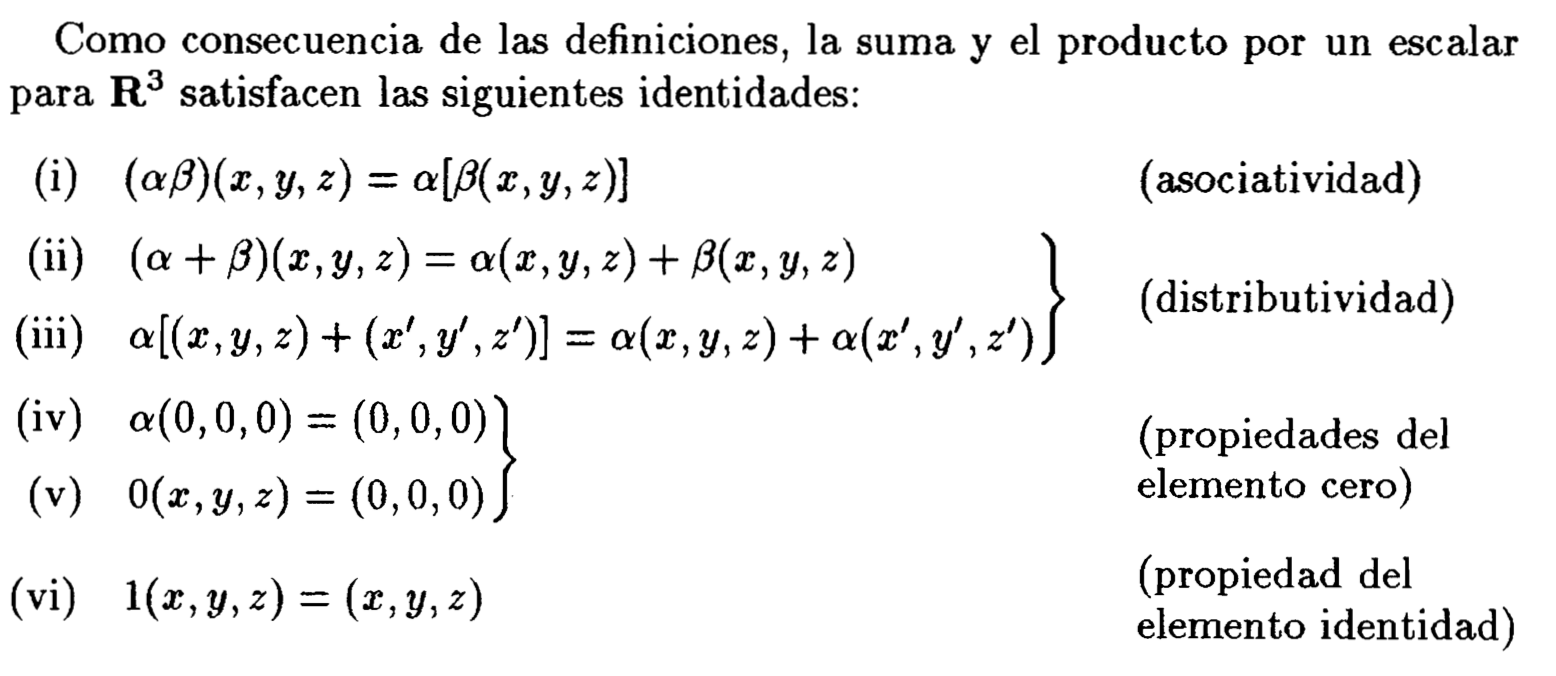 Como consecuencia de las definiciones, la suma y el producto por un escalar
para R³ satisfacen las siguientes identidades:
(i) (αβ)(x, y, z) = α[β(x, y, z)] (asociatividad)
(ii) (α + β)(x, y, z) = α(x, y, z) + β(x, y, z)
(distributividad)
(iii) α[(x, y, z) + (x′, y′, z′)] = α(x, y, z) + α(x′, y′, z′)
(iv) α(0, 0, 0) = (0, 0, 0)
(propiedades del
elemento cero)
(v) 0(x, y, z) = (0, 0, 0)
(vi) 1(x, y, z) = (x, y, z)
(propiedad del
elemento identidad)